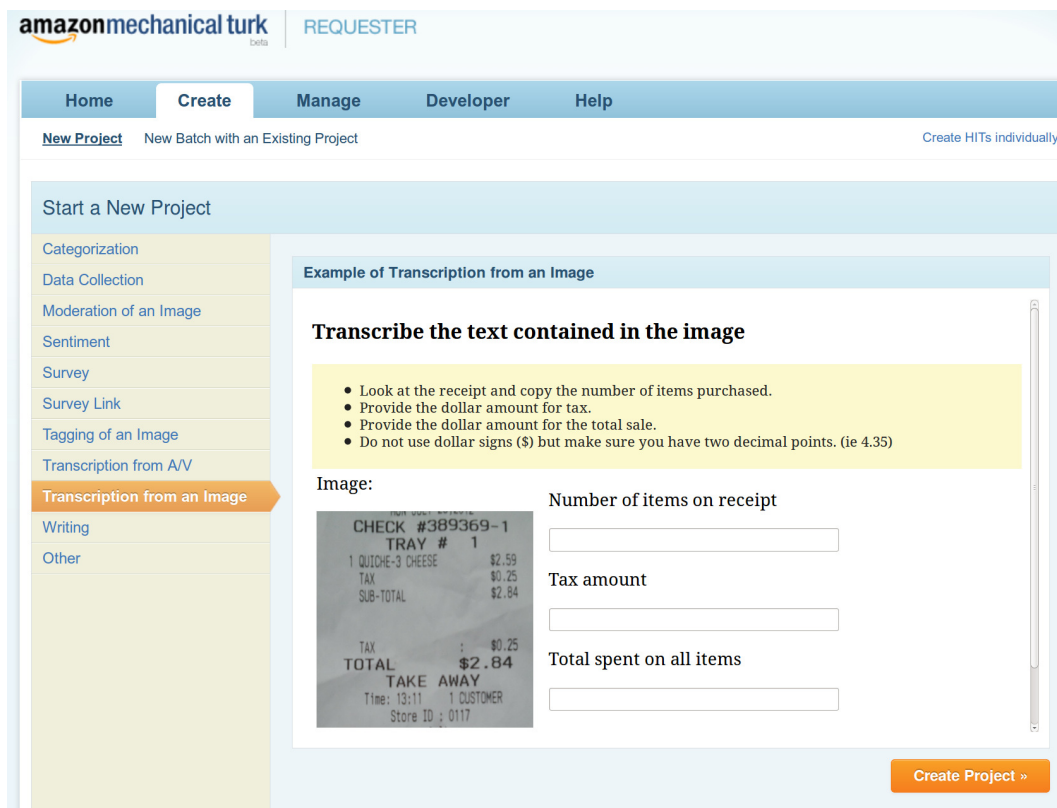 amazonmechanical turk
beta
REQUESTER
Home Create Manage Developer Help
New Project New Batch with an Existing Project Create HITs individually
Start a New Project
Categorization
Data Collection
Moderation of an Image
Sentiment
Survey
Survey Link
Tagging of an Image
Transcription from A/V
Transcription from an Image
Writing
Other
Example of Transcription from an Image
Transcribe the text contained in the image
• Look at the receipt and copy the number of items purchased.
• Provide the dollar amount for tax.
• Provide the dollar amount for the total sale.
• Do not use dollar signs ($) but make sure you have two decimal points. (ie 4.35)
Image:
CHECK #389369-1
TRAY # 1
1 QUICHE-3 CHEESE $2.59
TAX $0.25
SUB-TOTAL $2.84
TAX : $0.25
TOTAL $2.84
TAKE AWAY
Time: 13:11 1 CUSTOMER
Store ID : 0117
Number of items on receipt
Tax amount
Total spent on all items
Create Project »